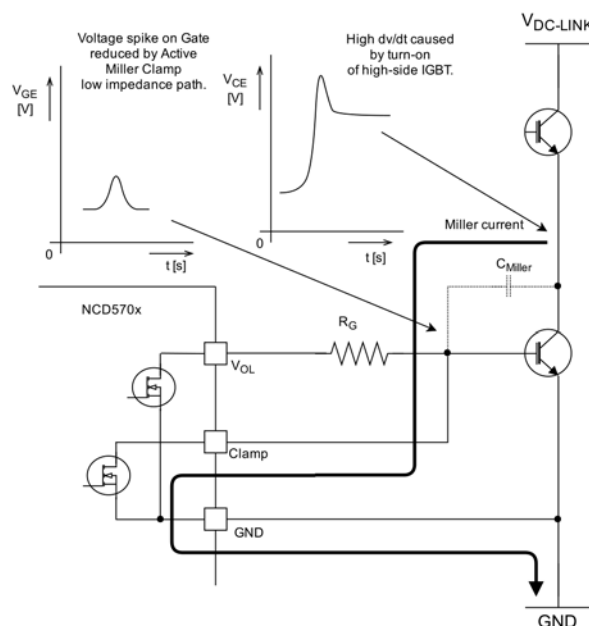 Voltage spike on Gate
reduced by Active
Miller Clamp
low impedance path.
High dv/dt caused
by turn-on
of high-side IGBT.
VDC-LINK
VGE
[V]
0
t [s]
VCE
[V]
0
t [s]
Miller current
CMiller
NCD570x
RG
VOL
Clamp
GND
GND